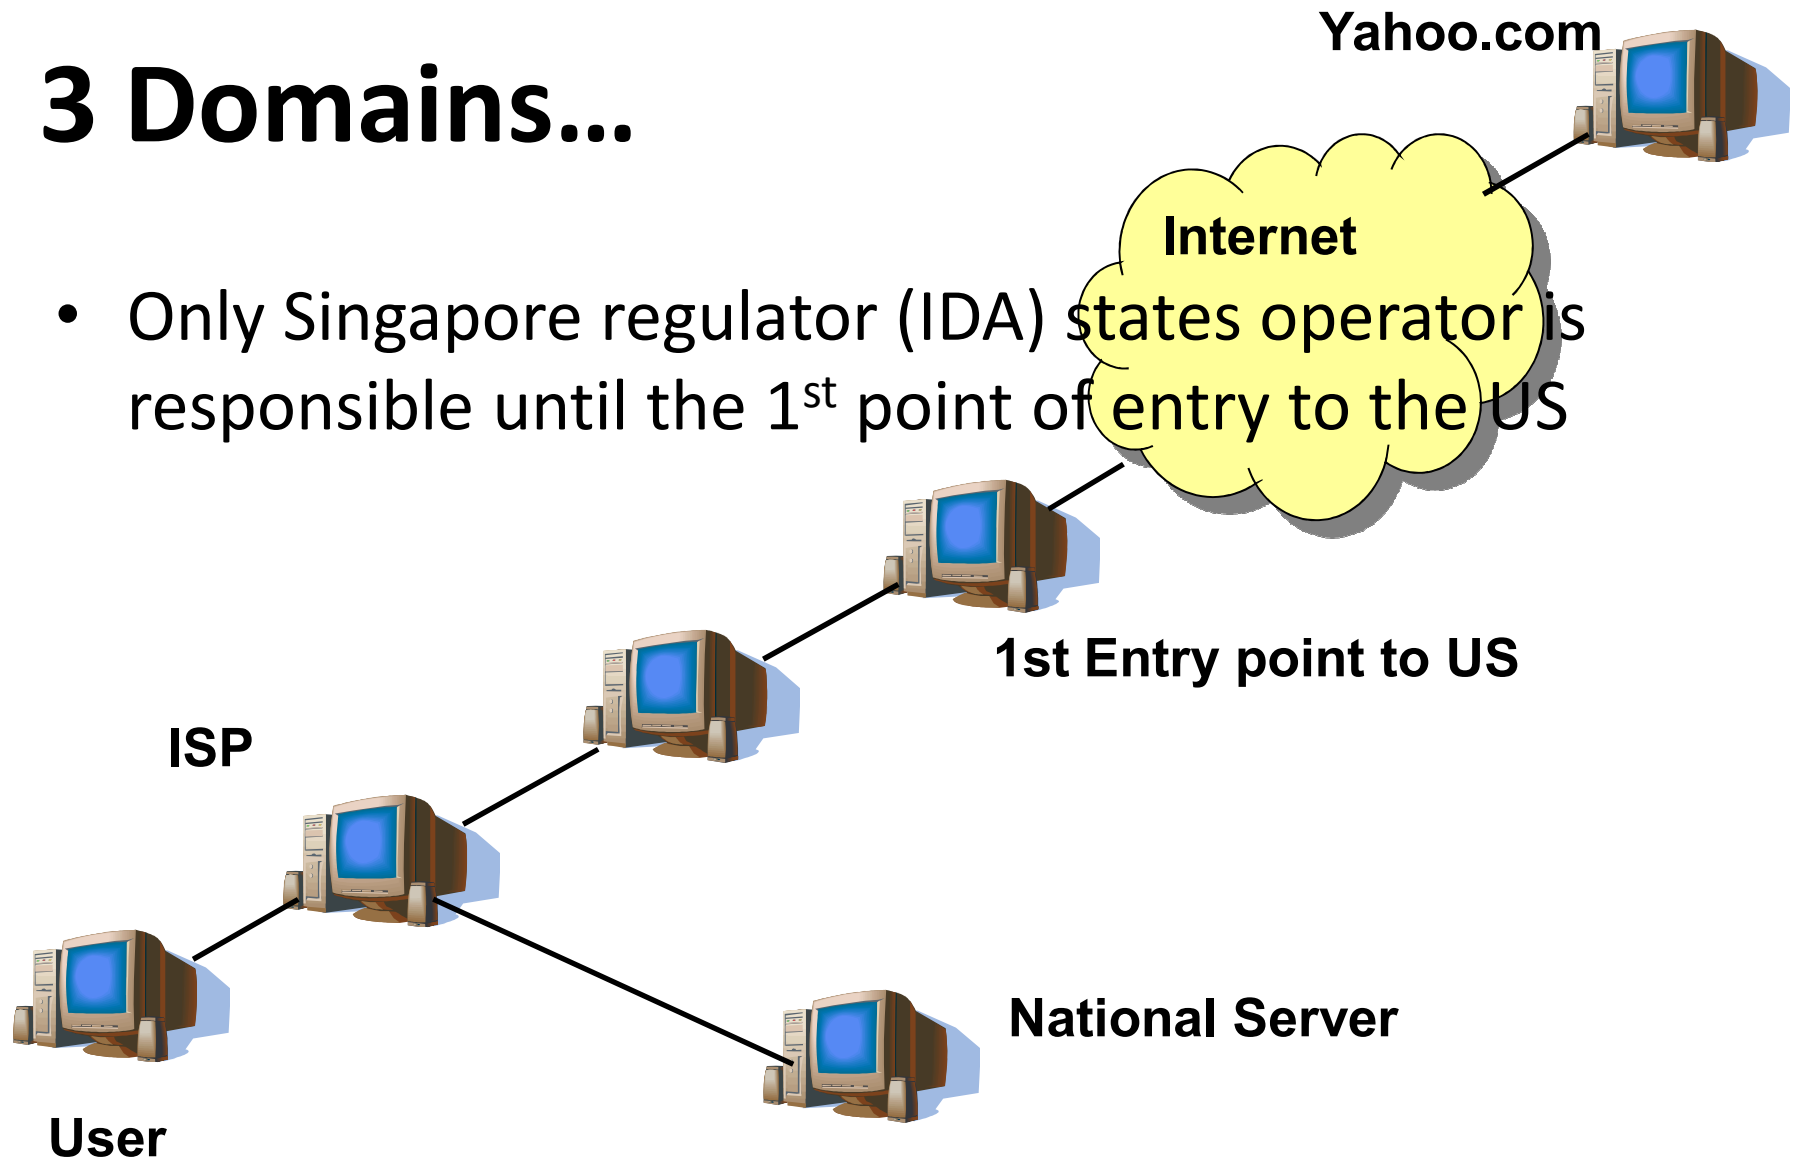 Yahoo.com
3 Domains...
Internet
• Only Singapore regulator (IDA) states operator is
responsible until the 1st point of entry to the US
1st Entry point to US
ISP
National Server
User